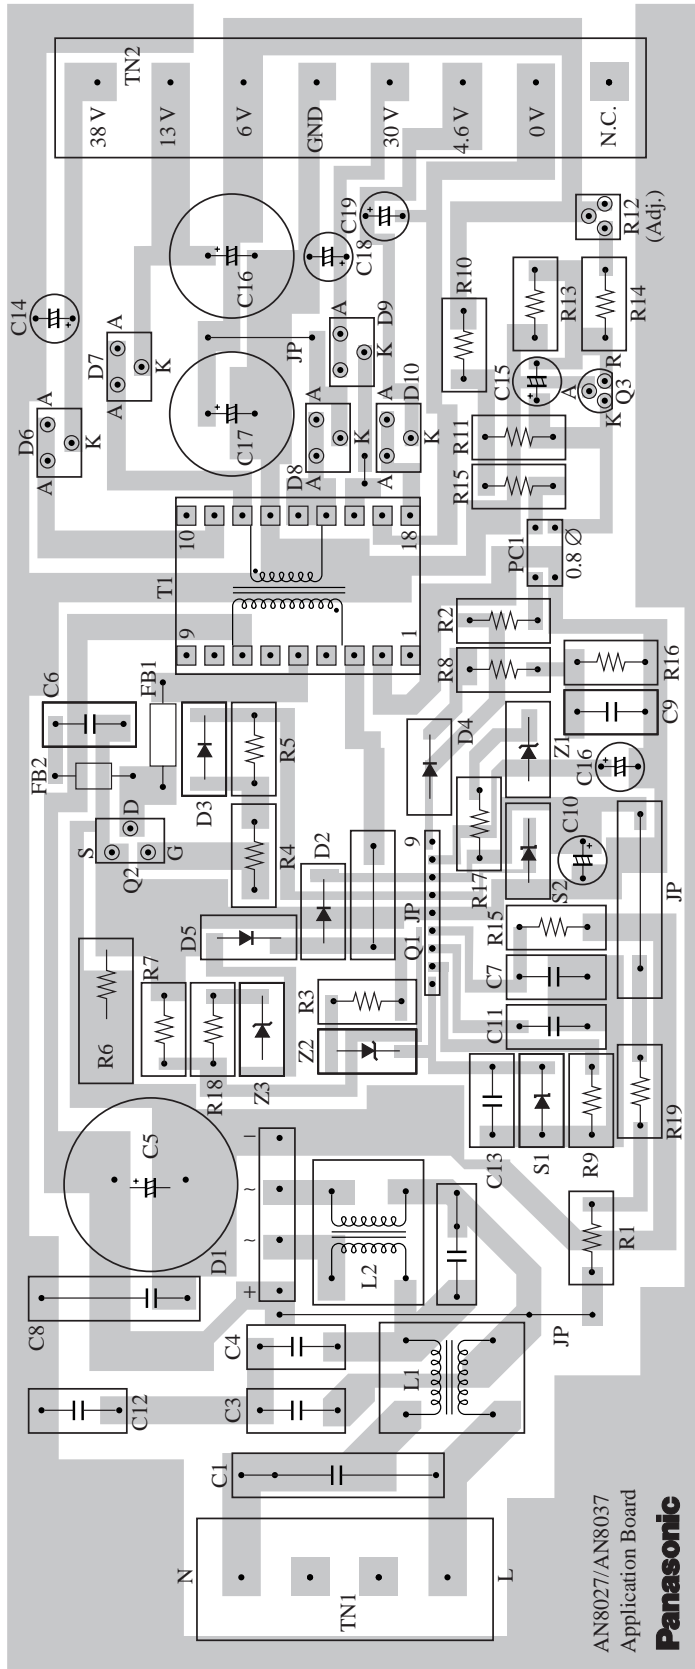 TN2
38 V
13 V
6 V
GND
30 V
4.6 V
0 V
N.C.
C14
C16
C18
C19
R12
(Adj.)
D7
A
A
K
C17
JP
D9
A
K
R10
R13
R14
D6
A
A
K
D8
A
A
K
D10
A
A
K
C15
R11
R15
Q3
A
R
K
T1
10
18
9
1
PC1
0.8 Ø
R2
R8
R16
C9
C6
FB1
FB2
D3
R5
D4
Z1
C16
S
D
G
Q2
R4
D2
Q1
JP
9
R17
S2
C10
JP
D5
R15
C7
C11
R6
R7
R18
Z3
R3
Z2
C13
S1
R9
R19
C5
D1
−
~
~
+
L2
R1
C8
C4
JP
C12
C3
L1
C1
N
TN1
L
AN8027/AN8037
Application Board
Panasonic